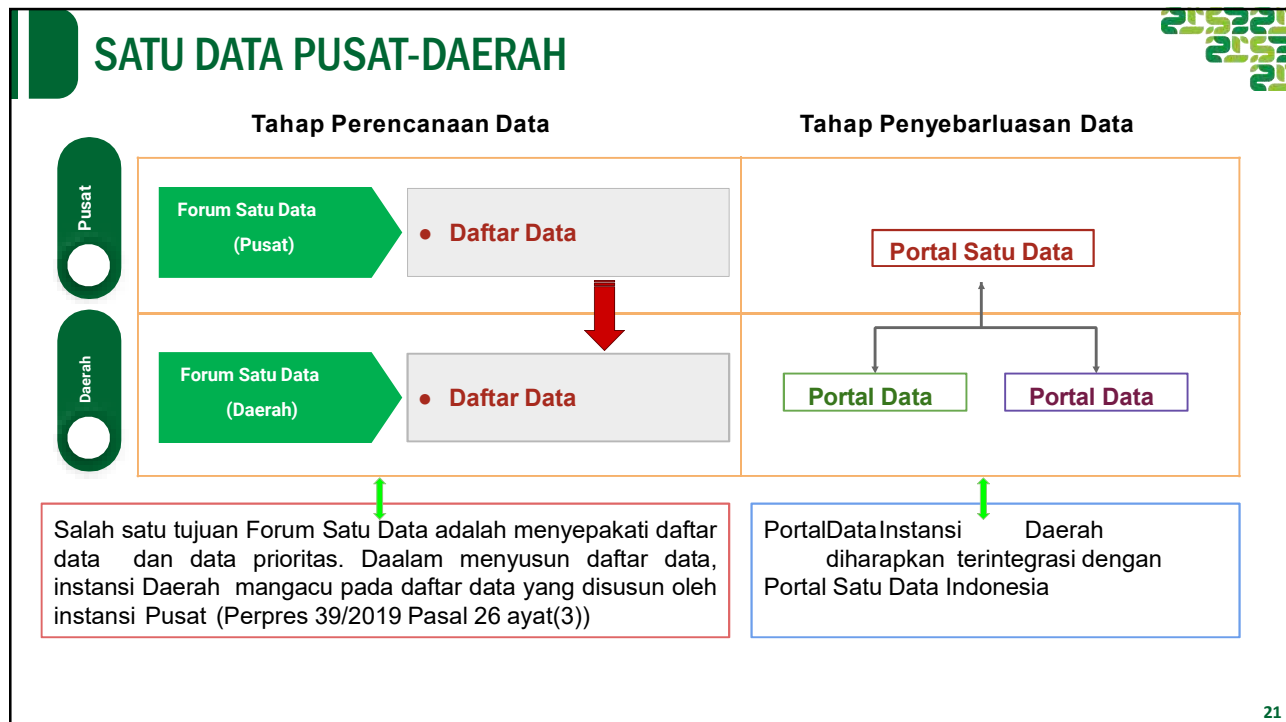 SATU DATA PUSAT-DAERAH
Tahap Perencanaan Data
Tahap Penyebarluasan Data
Pusat
Forum Satu Data
(Pusat)
● Daftar Data
Portal Satu Data
Daerah
Forum Satu Data
(Daerah)
● Daftar Data
Portal Data
Portal Data
Salah satu tujuan Forum Satu Data adalah menyepakati daftar
data dan data prioritas. Daalam menyusun daftar data,
instansi Daerah mangacu pada daftar data yang disusun oleh
instansi Pusat (Perpres 39/2019 Pasal 26 ayat(3))
PortalDataInstansi Daerah
diharapkan terintegrasi dengan
Portal Satu Data Indonesia
21